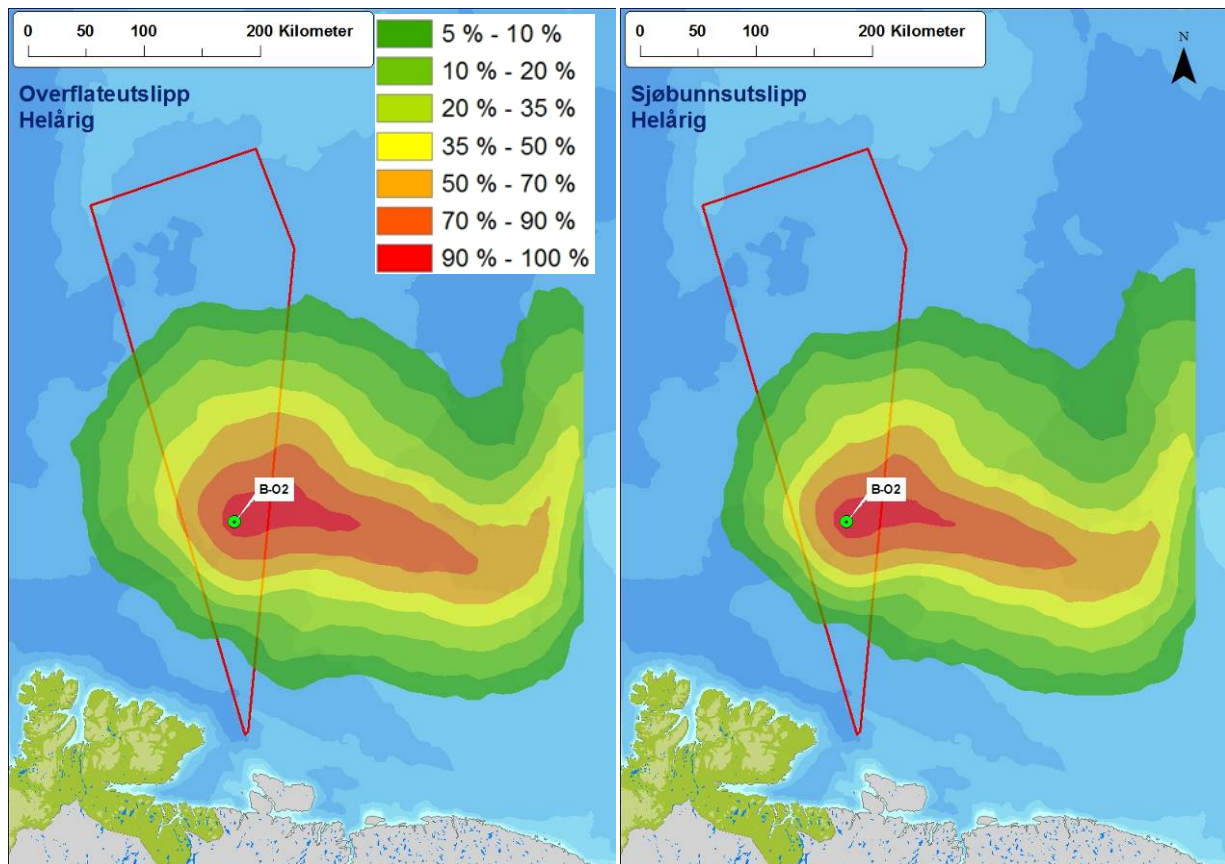 0 50 100 200 Kilometer
Overflateutslipp
Helårig
5 % - 10 %
10 % - 20 %
20 % - 35 %
35 % - 50 %
50 % - 70 %
70 % - 90 %
90 % - 100 %
B-O2
0 50 100 200 Kilometer
N
Sjøbunnsutslipp
Helårig
B-O2